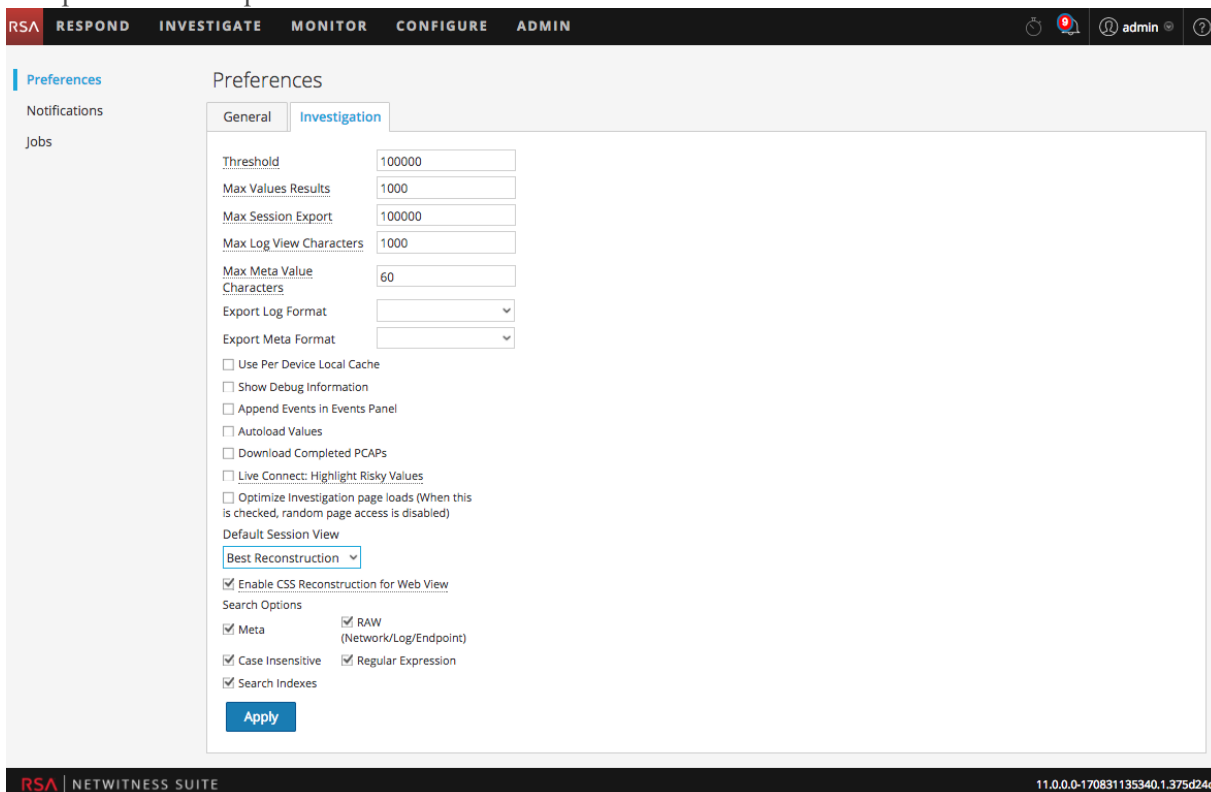 RSA RESPOND INVESTIGATE MONITOR CONFIGURE ADMIN 9 admin ?
Preferences
Notifications
Jobs
Preferences
General Investigation
Threshold 100000
Max Values Results 1000
Max Session Export 100000
Max Log View Characters 1000
Max Meta Value
Characters
60
Export Log Format
Export Meta Format
Use Per Device Local Cache
Show Debug Information
Append Events in Events Panel
Autoload Values
Download Completed PCAPs
Live Connect: Highlight Risky Values
Optimize Investigation page loads (When this
is checked, random page access is disabled)
Default Session View
Best Reconstruction
Enable CSS Reconstruction for Web View
Search Options
Meta RAW
(Network/Log/Endpoint)
Case Insensitive Regular Expression
Search Indexes
Apply
RSA NETWITNESS SUITE 11.0.0.0-170831135340.1.375d24